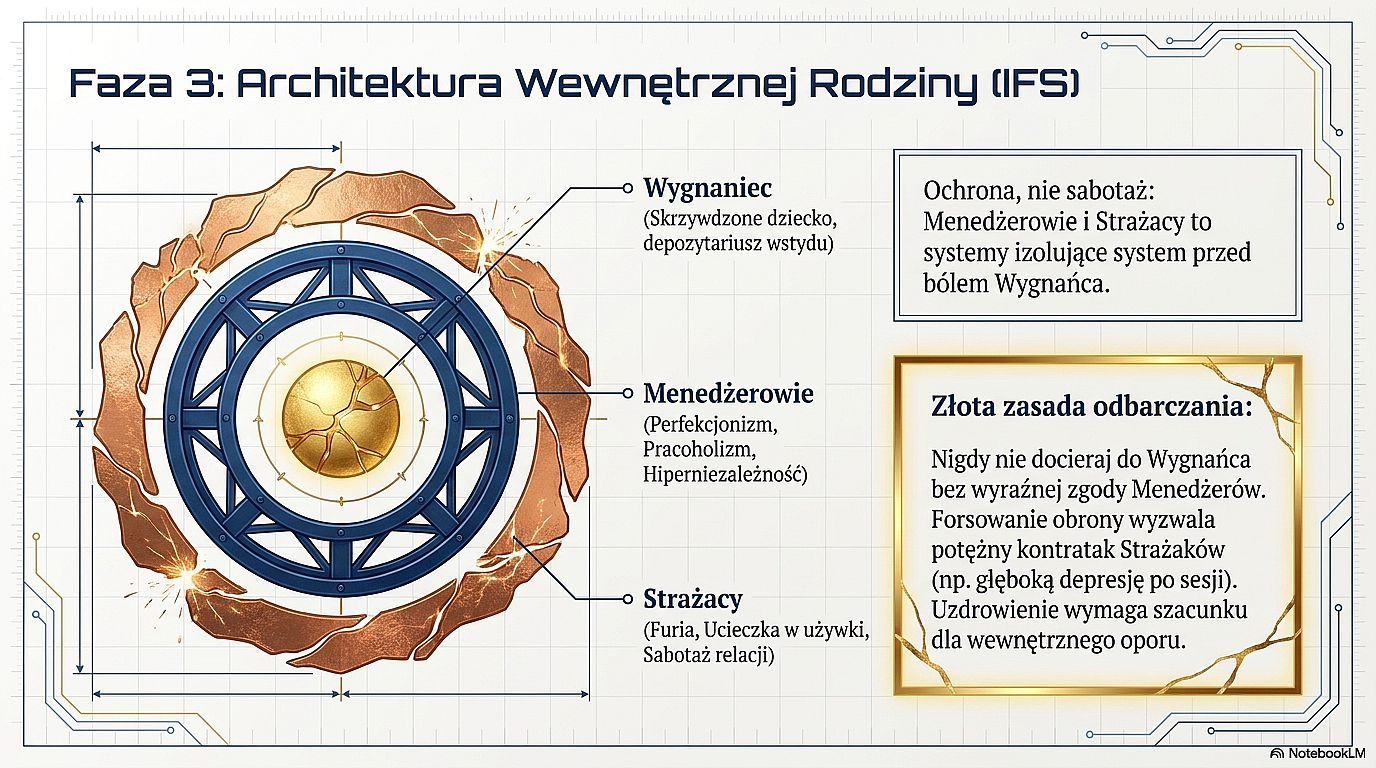 Faza 3: Architektura Wewnętrznej Rodziny (IFS)
Wygnaniec
(Skrzywdzone dziecko,
depozytariusz wstydu)
Menedżerowie
(Perfekcjonizm,
Pracoholizm,
Hiperniezależność)
Strażacy
(Furia, Ucieczka w używki,
Sabotaż relacji)
Ochrona, nie sabotaż:
Menedżerowie i Strażacy to
systemy izolujące system przed
bólem Wygnańca.
Złota zasada odbarczania:
Nigdy nie docieraj do Wygnańca
bez wyraźnej zgody Menedżerów.
Forsowanie obrony wyzwala
potężny kontratak Strażaków
(np. głęboką depresję po sesji).
Uzdrowienie wymaga szacunku
dla wewnętrznego oporu.
NotebookLM